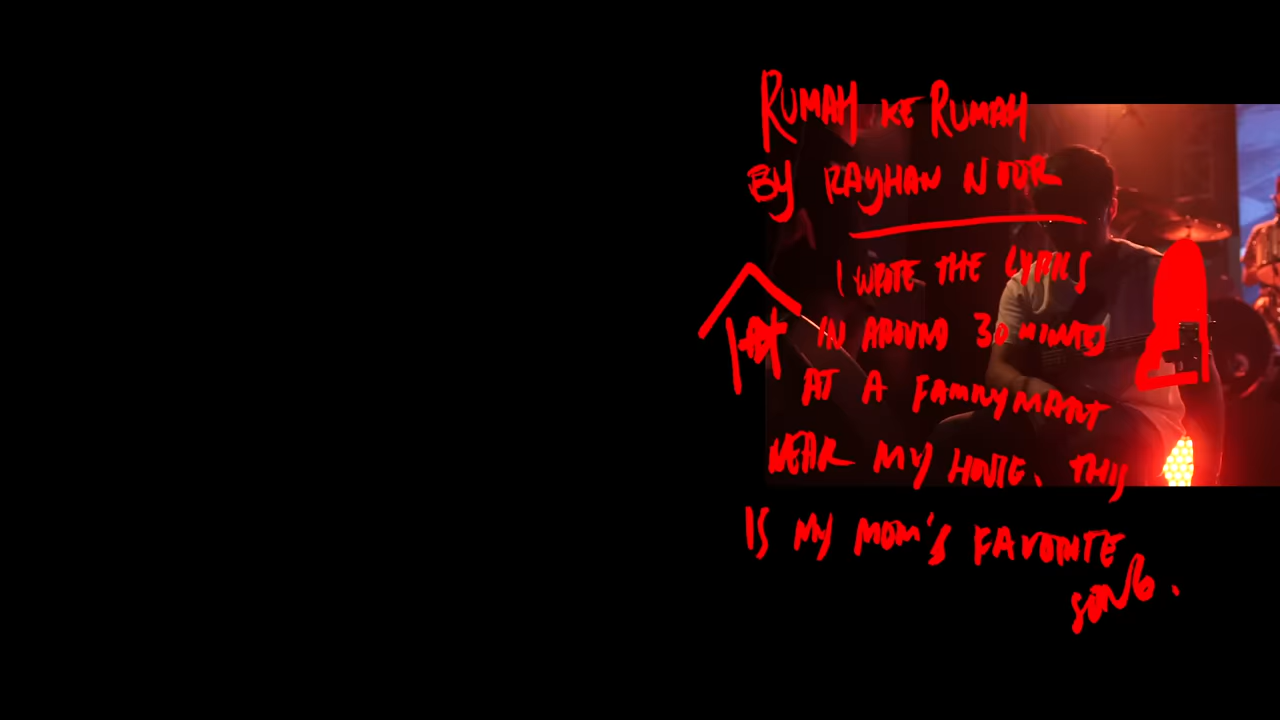 RUMAH KE RUMAH
BY RAYHAN NOOR
I WROTE THE LYRICS
IN AROUND 30 MINUTES
AT A FAMILYMART
NEAR MY HOUSE. THIS
IS MY MOM'S FAVORITE
SONG.